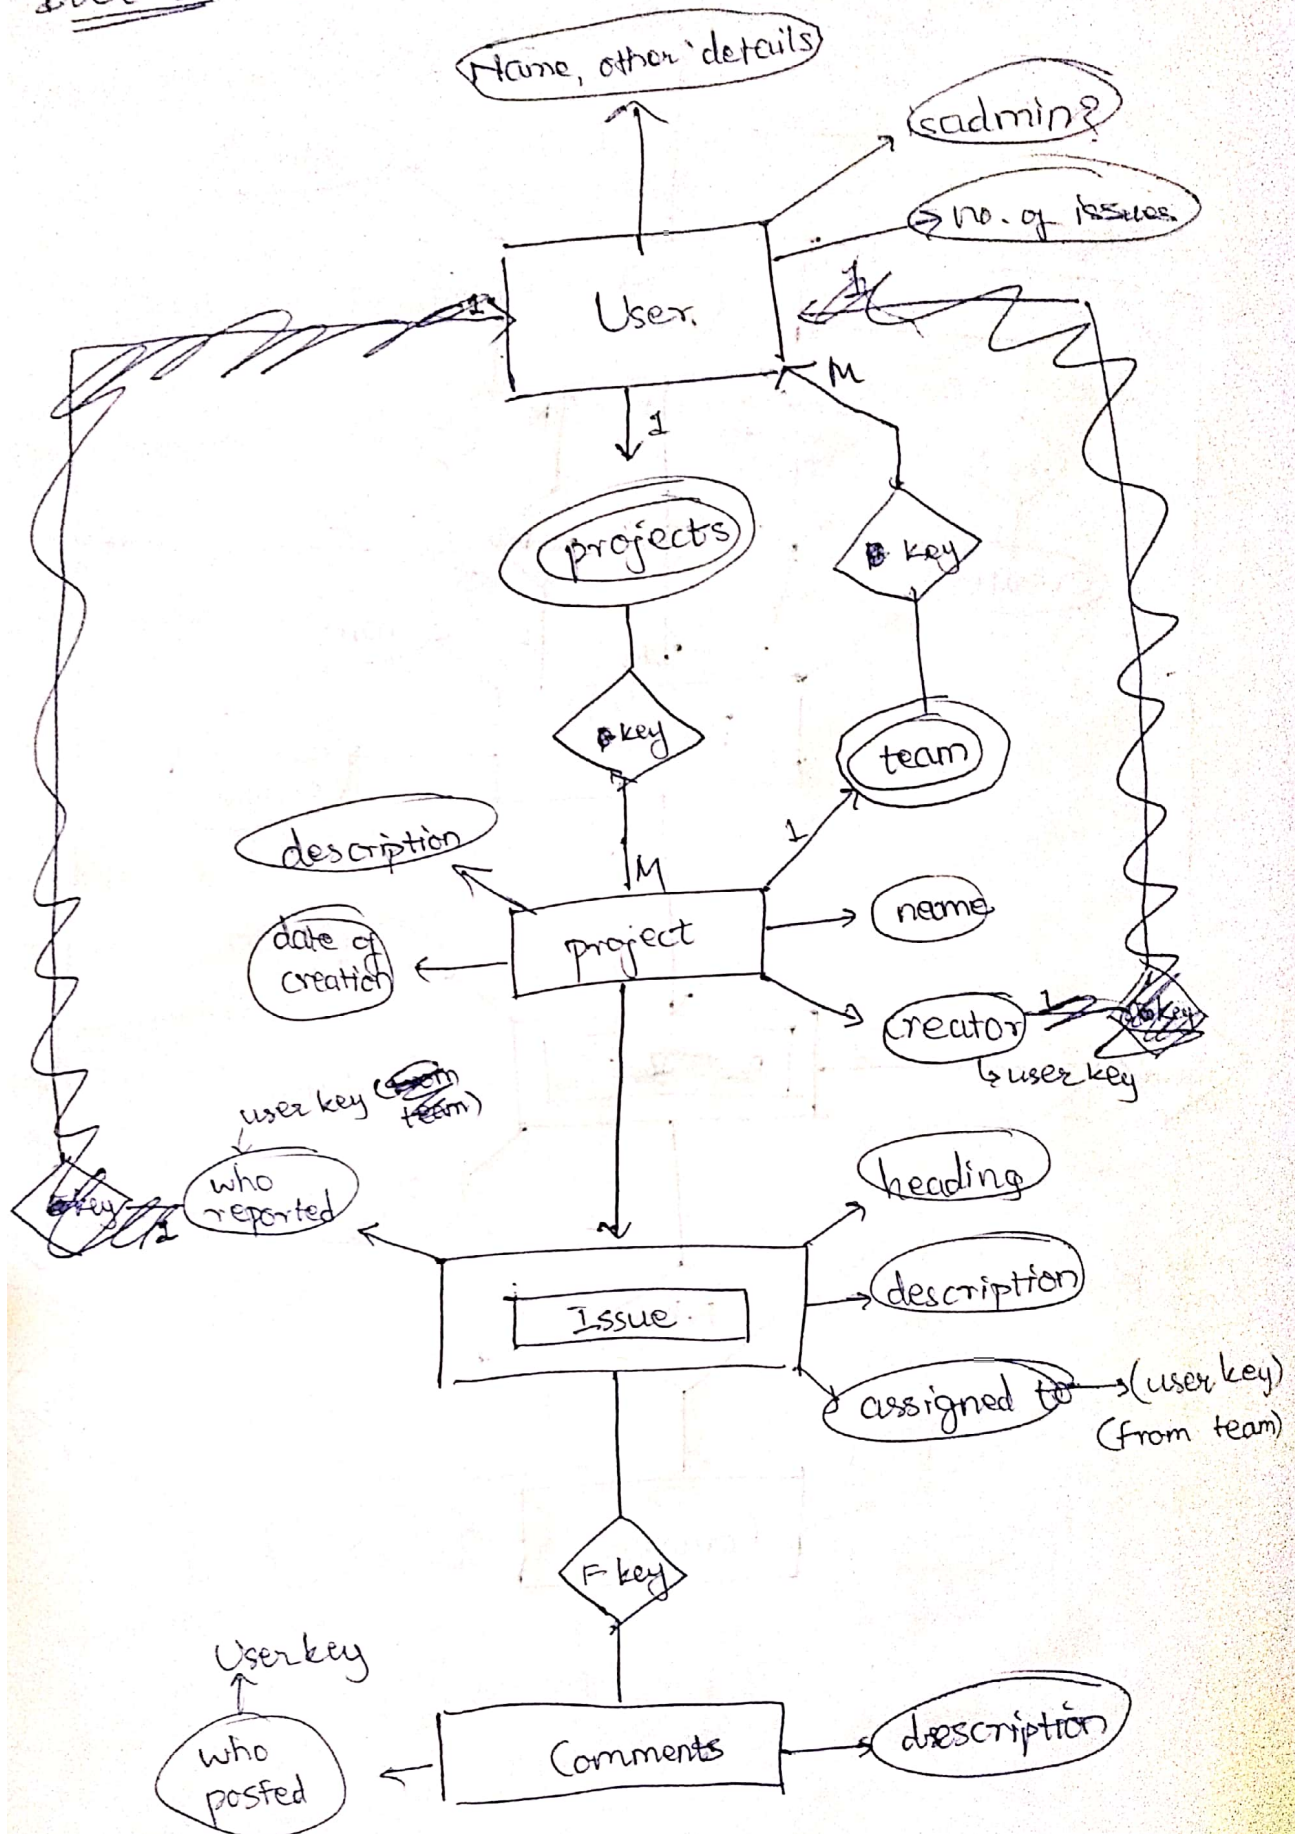 Name, other details
isadmin?
no. of issues
1
1
User.
M
1
projects
key
key
team
1
description
M
name
date of
creation
project
creator
1
key
user key
user key (from
team)
heading
who
reported
key
1
description
Issue
assigned to
(user key)
(from team)
F key
User key
description
who
posted
Comments